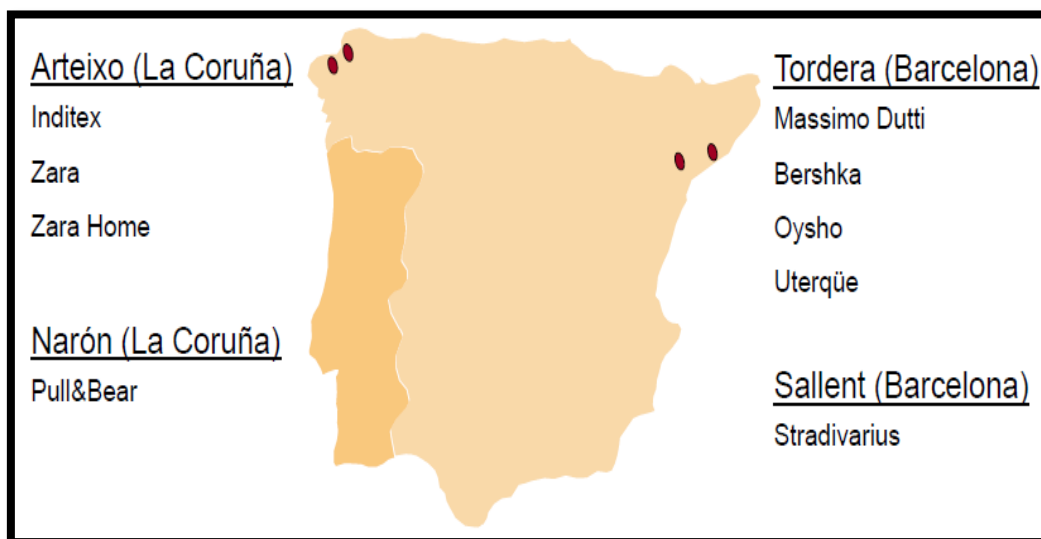 Arteixo (La Coruña)
Inditex
Zara
Zara Home
Narón (La Coruña)
Pull&Bear
Tordera (Barcelona)
Massimo Dutti
Bershka
Oysho
Uterqüe
Sallent (Barcelona)
Stradivarius